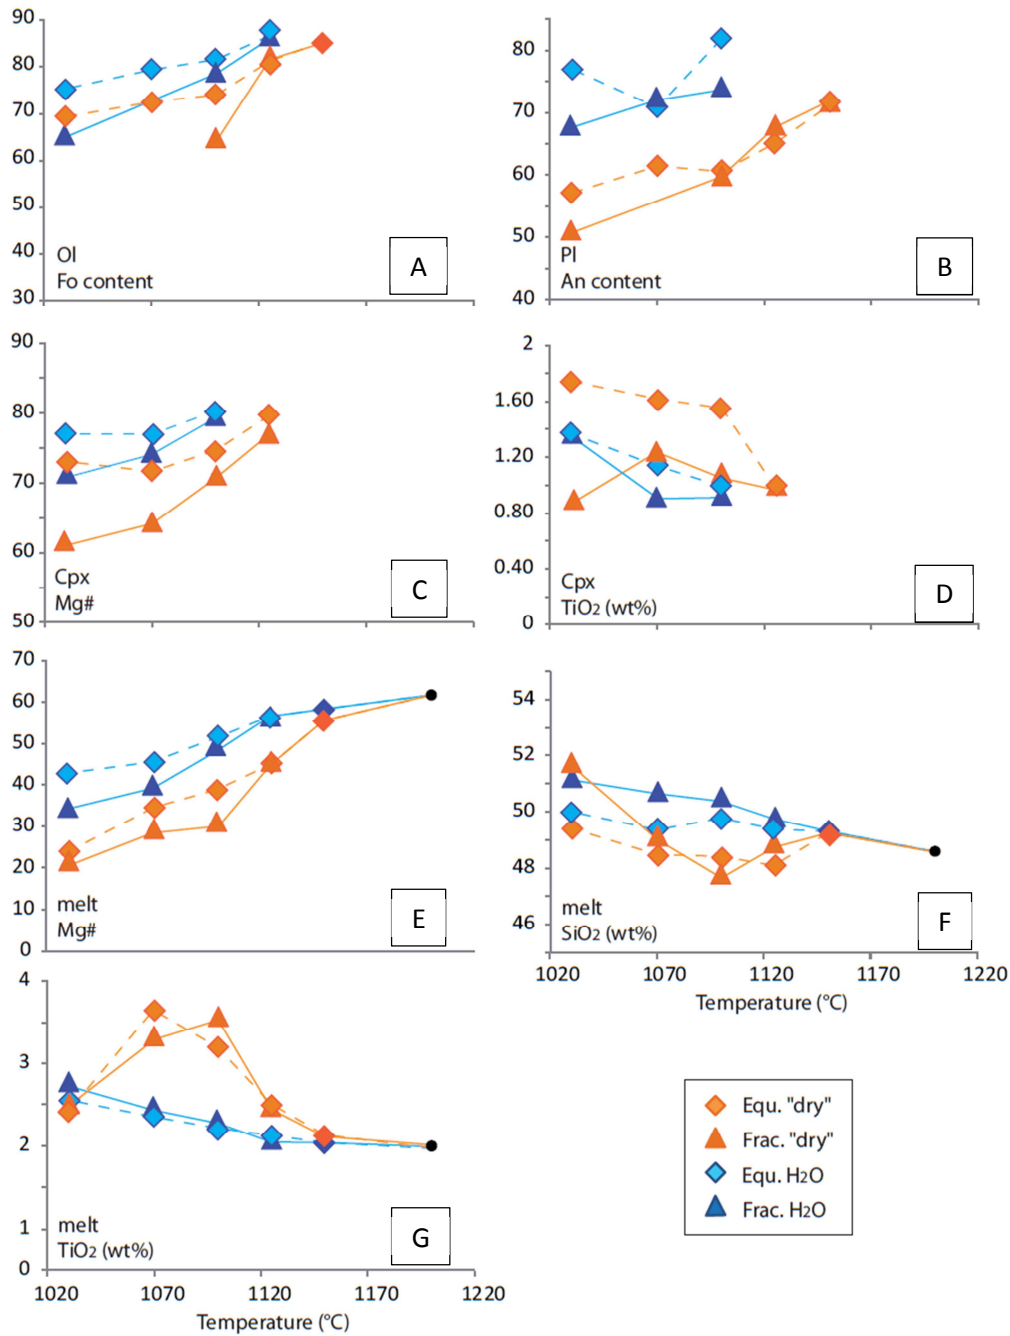 90
80
70
60
50
40
30
Ol
Fo content
A
80
70
60
50
40
Pl
An content
B
90
80
70
60
50
Cpx
Mg#
C
2
1.60
1.20
0.80
0.40
0
Cpx
TiO2 (wt%)
D
70
60
50
40
30
20
10
0
melt
Mg#
E
54
52
50
48
46
melt
SiO2 (wt%)
F
1020 1070 1120 1170 1220
Temperature (°C)
4
3
2
1
0
melt
TiO2 (wt%)
G
1020 1070 1120 1170 1220
Temperature (°C)
Equ. "dry"
Frac. "dry"
Equ. H2O
Frac. H2O